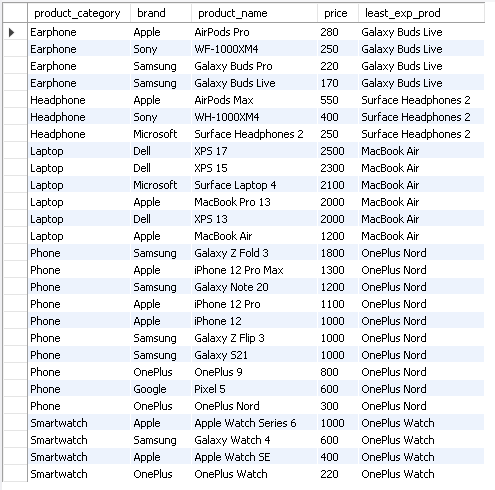 product_category brand product_name price least_exp_prod
Earphone Apple AirPods Pro 280 Galaxy Buds Live
Earphone Sony WF-1000XM4 250 Galaxy Buds Live
Earphone Samsung Galaxy Buds Pro 220 Galaxy Buds Live
Earphone Samsung Galaxy Buds Live 170 Galaxy Buds Live
Headphone Apple AirPods Max 550 Surface Headphones 2
Headphone Sony WH-1000XM4 400 Surface Headphones 2
Headphone Microsoft Surface Headphones 2 250 Surface Headphones 2
Laptop Dell XPS 17 2500 MacBook Air
Laptop Dell XPS 15 2300 MacBook Air
Laptop Microsoft Surface Laptop 4 2100 MacBook Air
Laptop Apple MacBook Pro 13 2000 MacBook Air
Laptop Dell XPS 13 2000 MacBook Air
Laptop Apple MacBook Air 1200 MacBook Air
Phone Samsung Galaxy Z Fold 3 1800 OnePlus Nord
Phone Apple iPhone 12 Pro Max 1300 OnePlus Nord
Phone Samsung Galaxy Note 20 1200 OnePlus Nord
Phone Apple iPhone 12 Pro 1100 OnePlus Nord
Phone Apple iPhone 12 1000 OnePlus Nord
Phone Samsung Galaxy Z Flip 3 1000 OnePlus Nord
Phone Samsung Galaxy S21 1000 OnePlus Nord
Phone OnePlus OnePlus 9 800 OnePlus Nord
Phone Google Pixel 5 600 OnePlus Nord
Phone OnePlus OnePlus Nord 300 OnePlus Nord
Smartwatch Apple Apple Watch Series 6 1000 OnePlus Watch
Smartwatch Samsung Galaxy Watch 4 600 OnePlus Watch
Smartwatch Apple Apple Watch SE 400 OnePlus Watch
Smartwatch OnePlus OnePlus Watch 220 OnePlus Watch